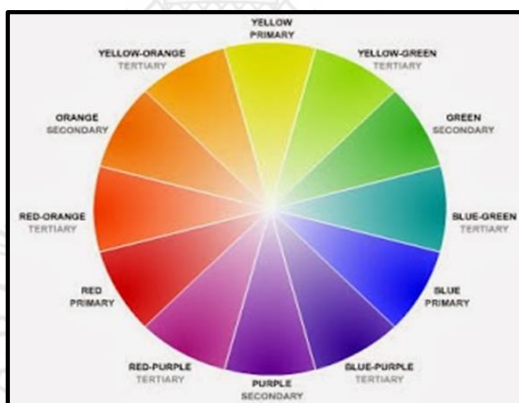 YELLOW
PRIMARY
YELLOW-ORANGE
TERTIARY
YELLOW-GREEN
TERTIARY
ORANGE
SECONDARY
GREEN
SECONDARY
RED-ORANGE
TERTIARY
BLUE-GREEN
TERTIARY
RED
PRIMARY
BLUE
PRIMARY
RED-PURPLE
TERTIARY
BLUE-PURPLE
TERTIARY
PURPLE
SECONDARY